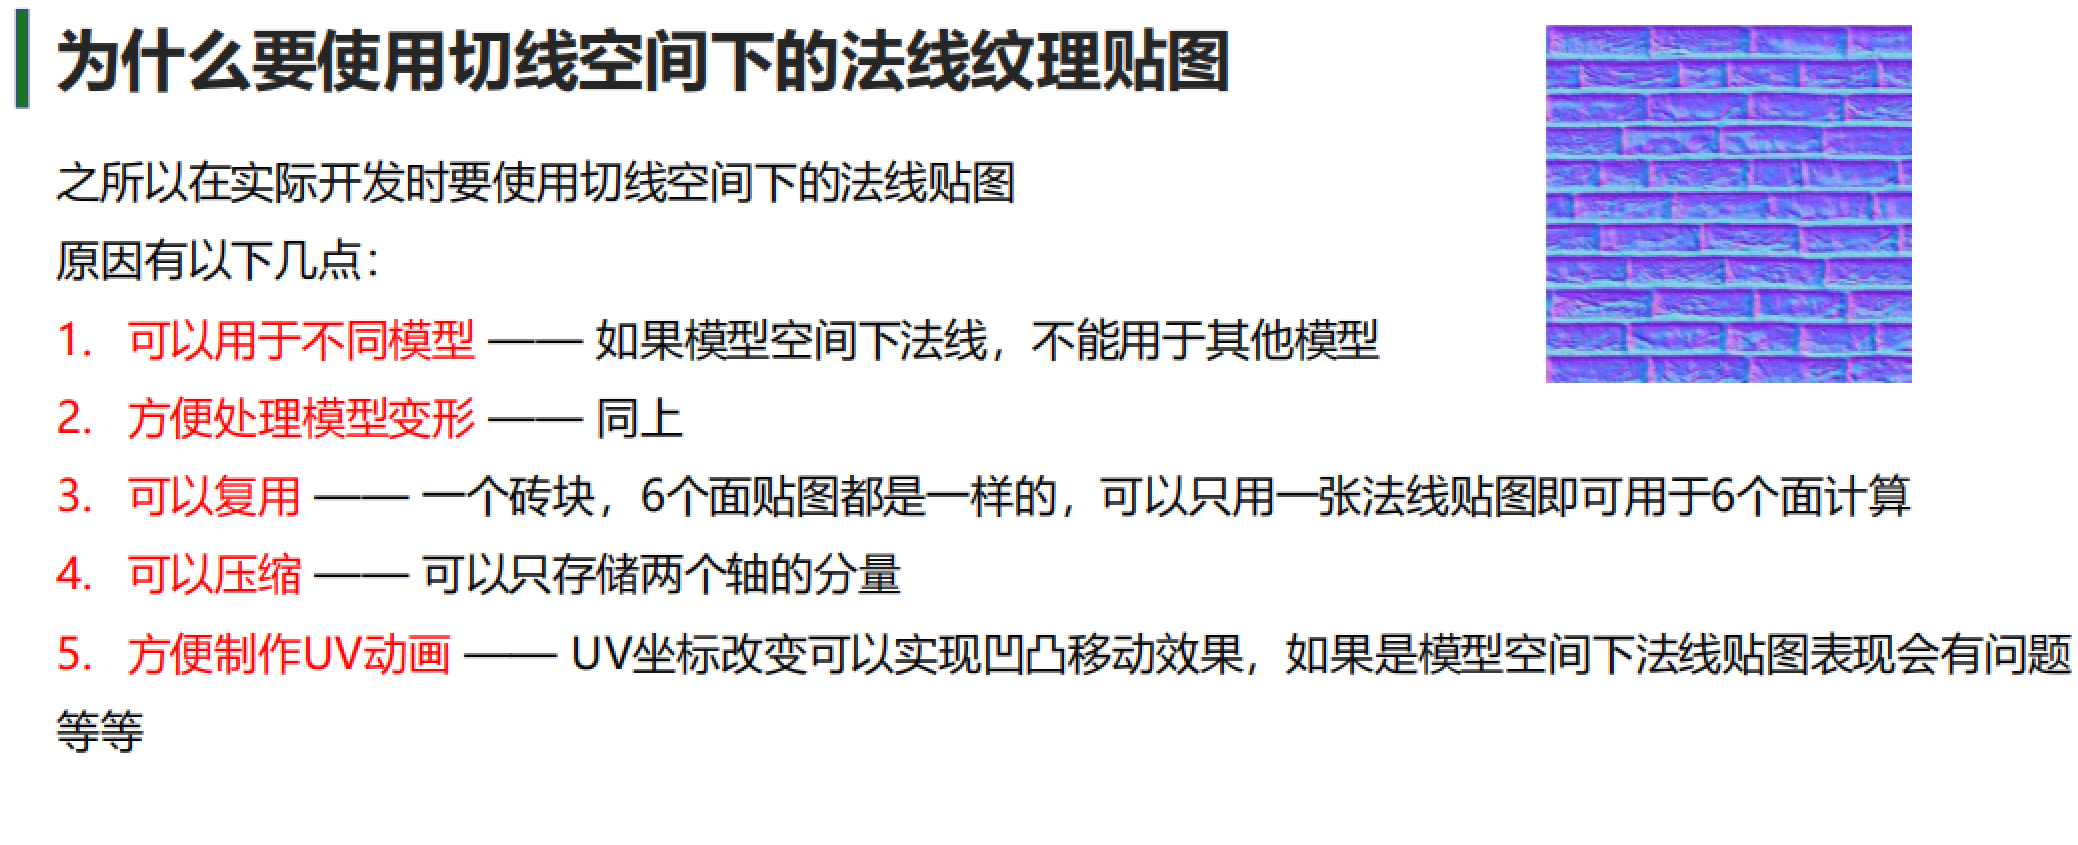 为什么要使用切线空间下的法线纹理贴图
之所以在实际开发时要使用切线空间下的法线贴图
原因有以下几点：
1. 可以用于不同模型 —— 如果模型空间下法线，不能用于其他模型
2. 方便处理模型变形 —— 同上
3. 可以复用 —— 一个砖块，6个面贴图都是一样的，可以只用一张法线贴图即可用于6个面计算
4. 可以压缩 —— 可以只存储两个轴的分量
5. 方便制作UV动画 —— UV坐标改变可以实现凹凸移动效果，如果是模型空间下法线贴图表现会有问题
等等